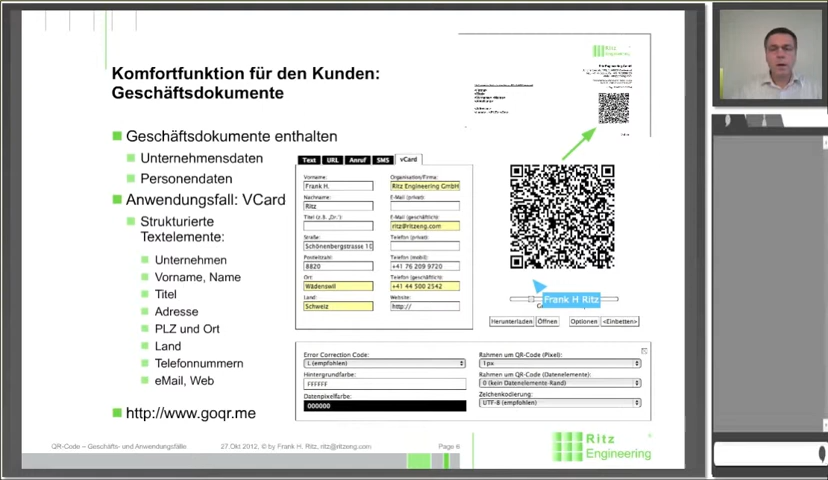 Komfortfunktion für den Kunden:
Geschäftsdokumente
Geschäftsdokumente enthalten
Unternehmensdaten
Personendaten
Anwendungsfall: VCard
Strukturierte
Textelemente:
Unternehmen
Vorname, Name
Titel
Adresse
PLZ und Ort
Land
Telefonnummern
eMail, Web
http://www.goqr.me
Text URL Anruf SMS vCard
Vorname: Organisation/Firma:
Frank H. Ritz Engineering GmbH
Nachname: E-Mail (privat):
Ritz
Titel (z.B. „Dr."): E-Mail (geschäftlich):
ritz@ritzeng.com
Straße: Telefon (privat):
Schönenbergstrasse 10
Postleitzahl: Telefon (mobil):
8820 +41 76 209 9720
Ort: Telefon (geschäftlich):
Wädenswil +41 44 500 2542
Land: Website:
Schweiz http://
Frank H Ritz
Herunterladen Öffnen Optionen <Einbetten>
Error Correction Code: Rahmen um QR-Code (Pixel):
L (empfohlen) 1px
Hintergrundfarbe: Rahmen um QR-Code (Datenelemente):
FFFFFF 0 (kein Datenelemente-Rand)
Datenpixelfarbe: Zeichenkodierung:
000000 UTF-8 (empfohlen)
QR-Code – Geschäfts- und Anwendungsfälle 27.Okt 2012, © by Frank H. Ritz, ritz@ritzeng.com Page 6
Ritz
Engineering